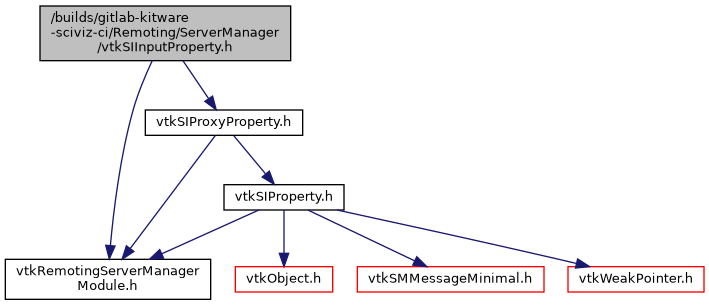 /builds/gitlab-kitware
-sciviz-ci/Remoting/ServerManager
/vtkSIInputProperty.h
vtkSIProxyProperty.h
vtkSIProperty.h
vtkRemotingServerManager
Module.h
vtkObject.h
vtkSMMessageMinimal.h
vtkWeakPointer.h